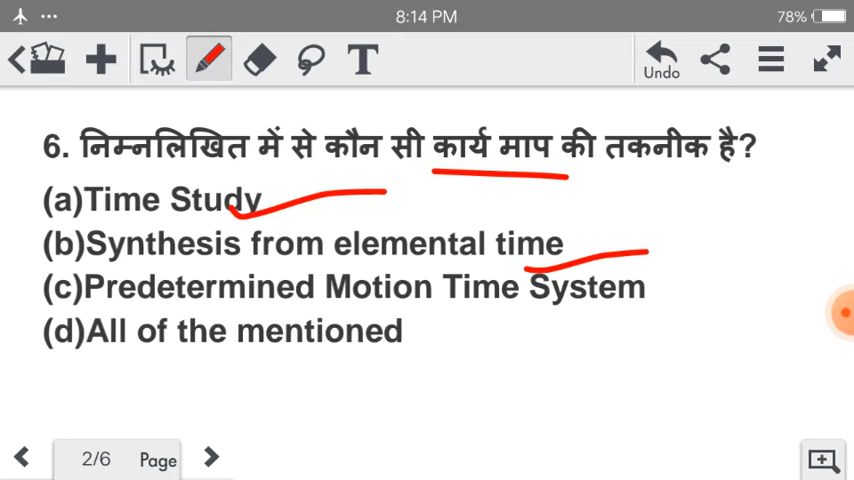 8:14 PM
78%
T
Undo
6. निम्नलिखित में से कौन सी कार्य माप की तकनीक है?
(a)Time Study
(b)Synthesis from elemental time
(c)Predetermined Motion Time System
(d)All of the mentioned
2/6 Page